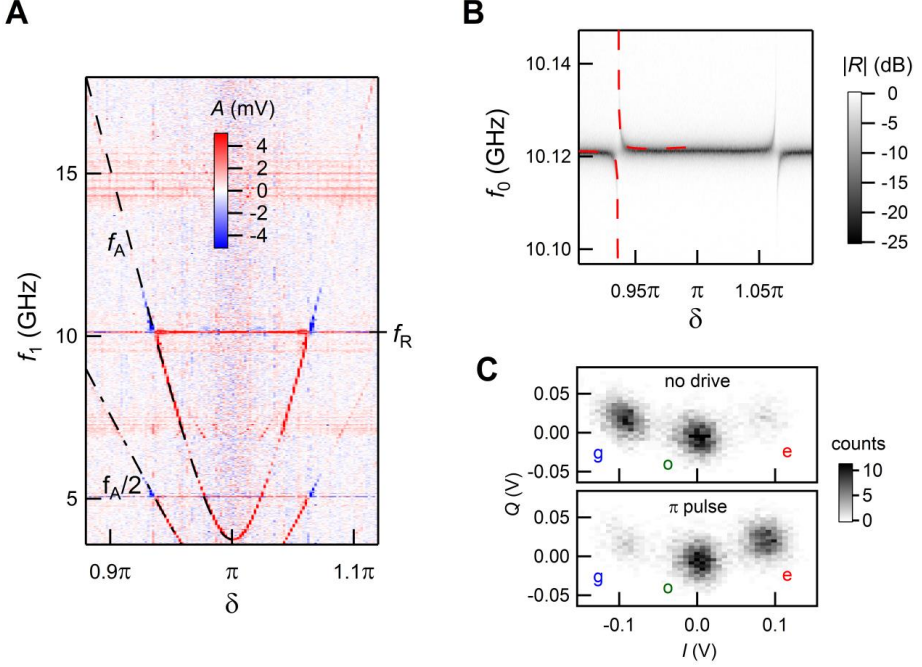 A
A (mV)
4
2
0
-2
-4
15
10
5
f₁ (GHz)
f_A
f_A/2
f_R
0.9π
π
1.1π
δ
B
10.14
10.12
10.10
f₀ (GHz)
0.95π
π
1.05π
δ
|R| (dB)
0
-5
-10
-15
-20
-25
C
no drive
0.05
0.00
-0.05
g
o
e
π pulse
0.05
0.00
-0.05
g
o
e
Q (V)
-0.1
0.0
0.1
I (V)
counts
10
5
0